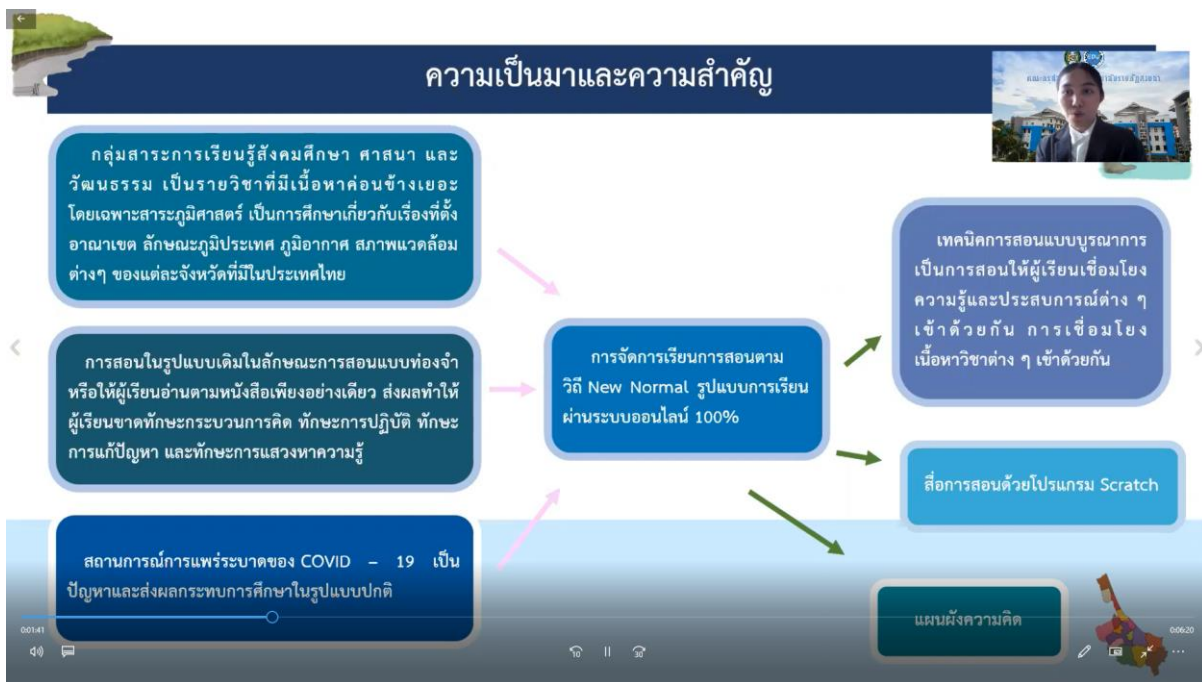 ความเป็นมาและความสำคัญ
กลุ่มสาระการเรียนรู้สังคมศึกษา ศาสนา และ
วัฒนธรรม เป็นรายวิชาที่มีเนื้อหาค่อนข้างเยอะ
โดยเฉพาะสาระภูมิศาสตร์ เป็นการศึกษาเกี่ยวกับเรื่องที่ตั้ง
อาณาเขต ลักษณะภูมิประเทศ ภูมิอากาศ สภาพแวดล้อม
ต่างๆ ของแต่ละจังหวัดที่มีในประเทศไทย
การสอนในรูปแบบเดิมในลักษณะการสอนแบบท่องจำ
หรือให้ผู้เรียนอ่านตามหนังสือเพียงอย่างเดียว ส่งผลทำให้
ผู้เรียนขาดทักษะกระบวนการคิด ทักษะการปฏิบัติ ทักษะ
การแก้ปัญหา และทักษะการแสวงหาความรู้
สถานการณ์การแพร่ระบาดของ COVID – 19 เป็น
ปัญหาและส่งผลกระทบการศึกษาในรูปแบบปกติ
การจัดการเรียนการสอนตาม
วิถี New Normal รูปแบบการเรียน
ผ่านระบบออนไลน์ 100%
เทคนิคการสอนแบบบูรณาการ
เป็นการสอนให้ผู้เรียนเชื่อมโยง
ความรู้และประสบการณ์ต่าง ๆ
เข้าด้วยกัน การเชื่อมโยง
เนื้อหาวิชาต่าง ๆ เข้าด้วยกัน
สื่อการสอนด้วยโปรแกรม Scratch
แผนผังความคิด
0:01:41
0:06:20
10
30